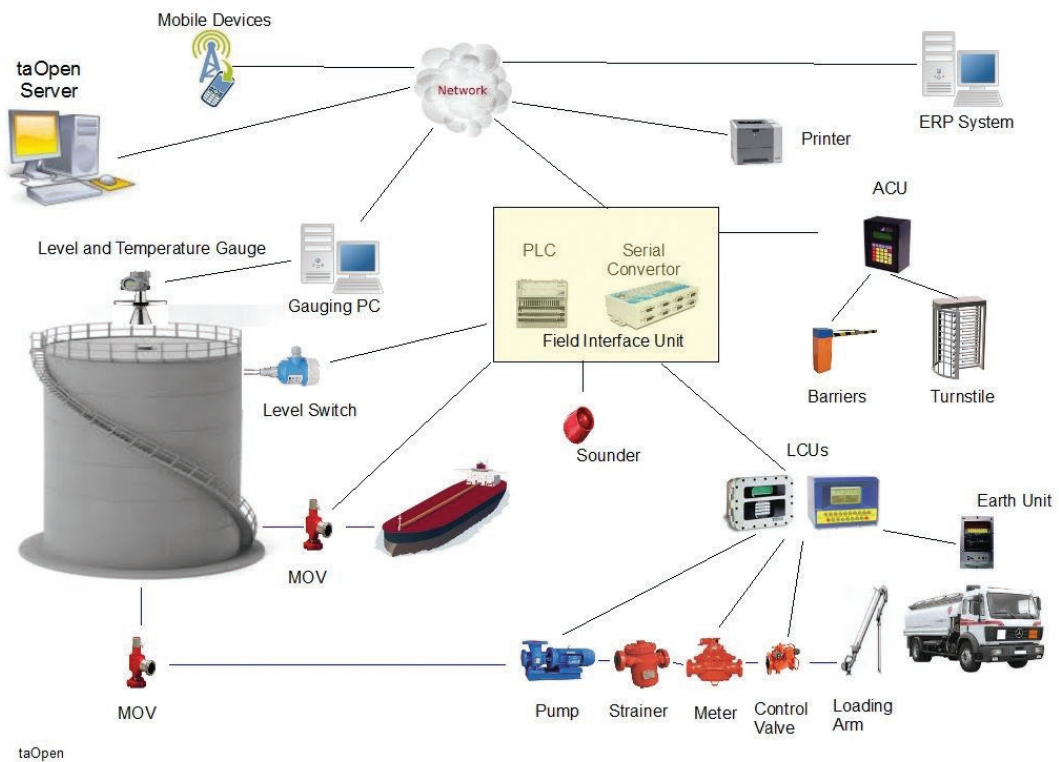 Mobile Devices
taOpen
Server
Network
ERP System
Printer
ACU
Level and Temperature Gauge
PLC
Serial
Convertor
Gauging PC
Field Interface Unit
Level Switch
Barriers
Turnstile
Sounder
LCUs
Earth Unit
MOV
MOV
Pump
Strainer
Meter
Control
Valve
Loading
Arm
taOpen